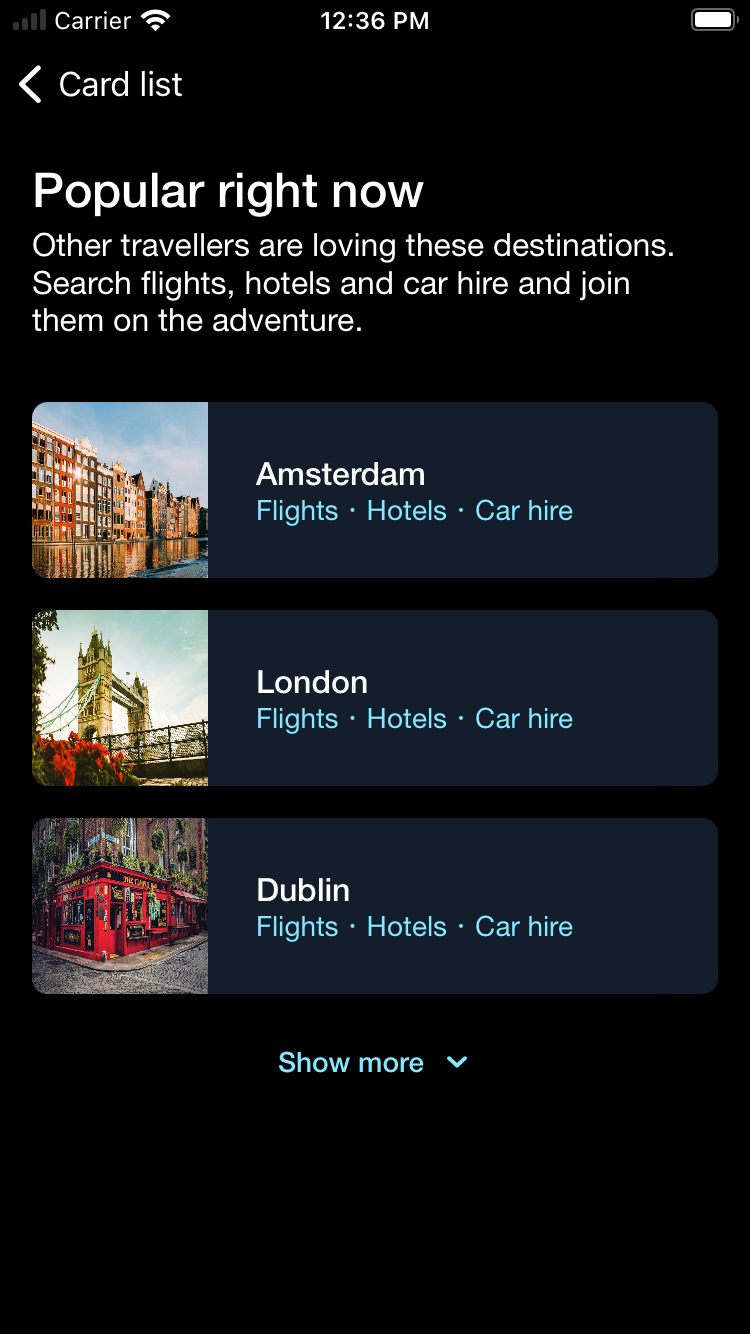 Carrier 12:36 PM
Card list
Popular right now
Other travellers are loving these destinations.
Search flights, hotels and car hire and join
them on the adventure.
Amsterdam
Flights · Hotels · Car hire
London
Flights · Hotels · Car hire
Dublin
Flights · Hotels · Car hire
Show more